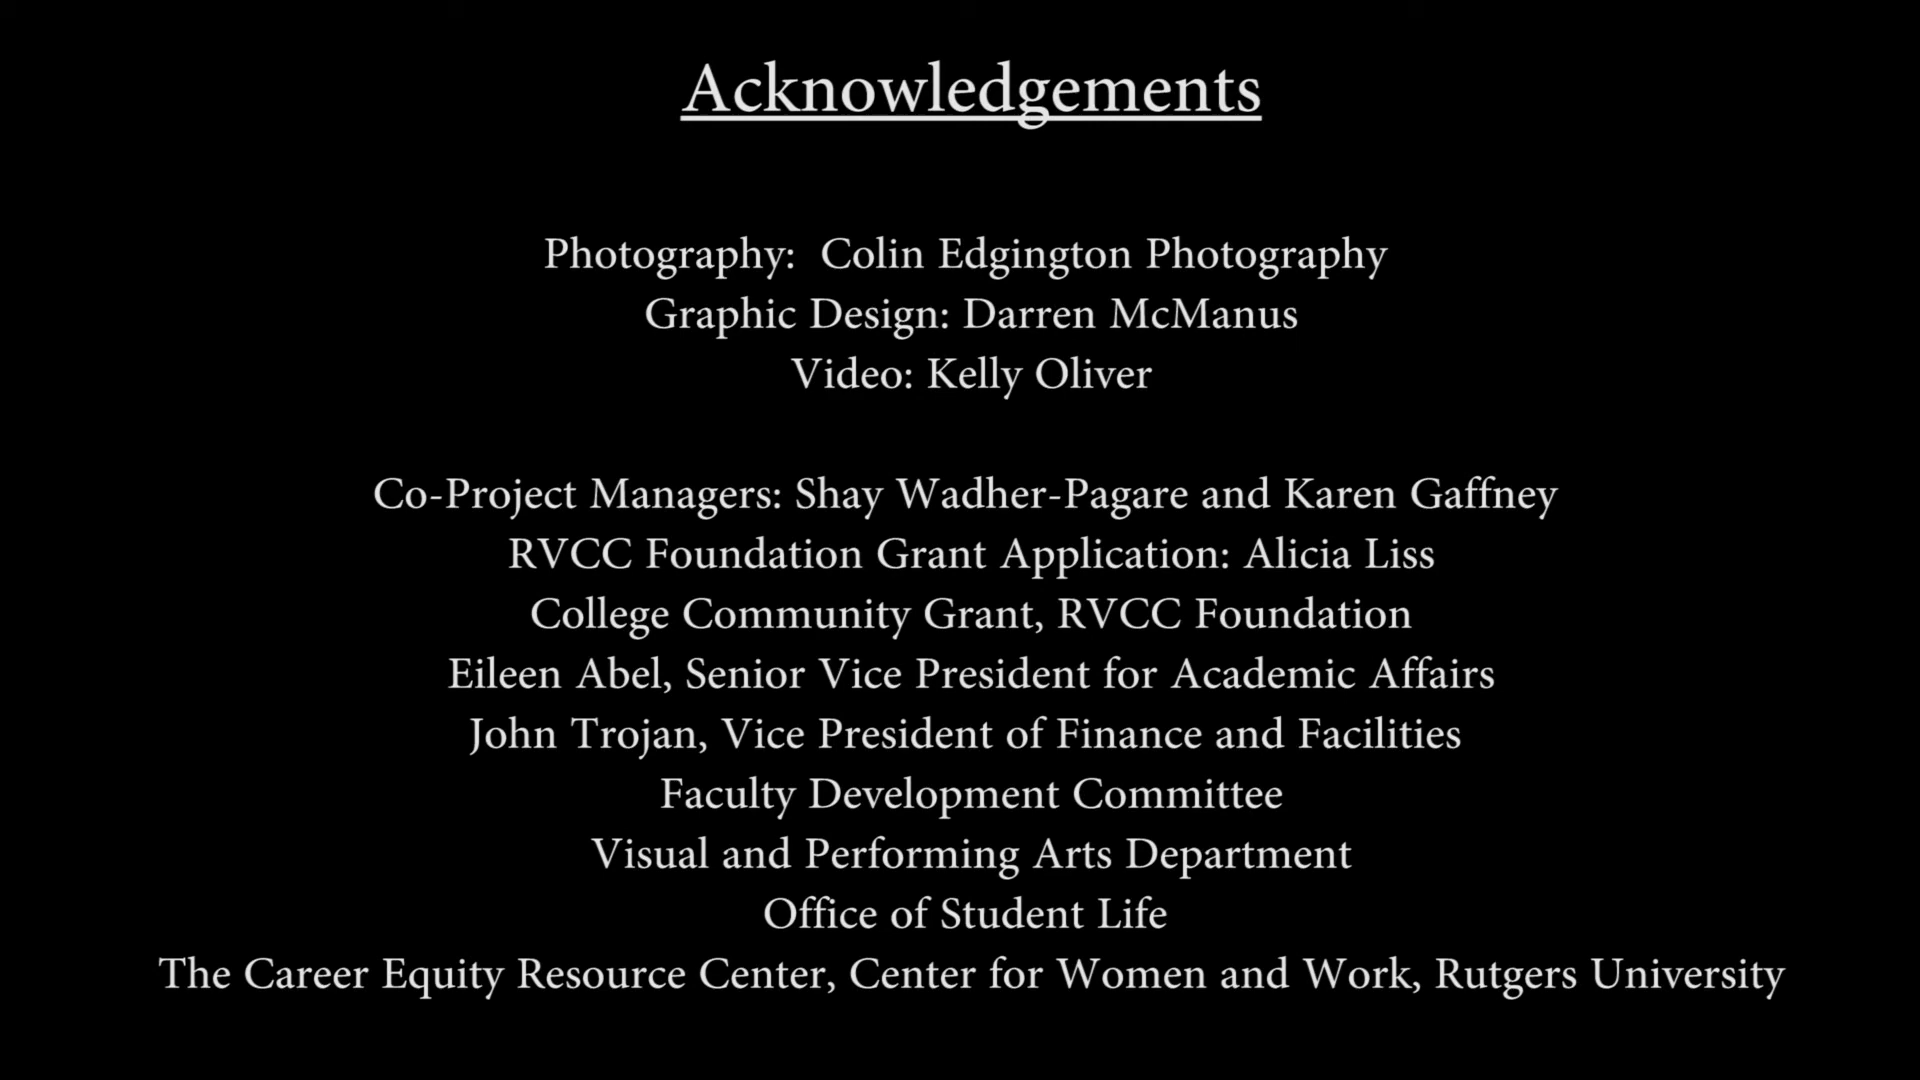 Acknowledgements
Photography:  Colin Edgington Photography
Graphic Design: Darren McManus
Video: Kelly Oliver
Co-Project Managers: Shay Wadher-Pagare and Karen Gaffney
RVCC Foundation Grant Application: Alicia Liss
College Community Grant, RVCC Foundation
Eileen Abel, Senior Vice President for Academic Affairs
John Trojan, Vice President of Finance and Facilities
Faculty Development Committee
Visual and Performing Arts Department
Office of Student Life
The Career Equity Resource Center, Center for Women and Work, Rutgers University